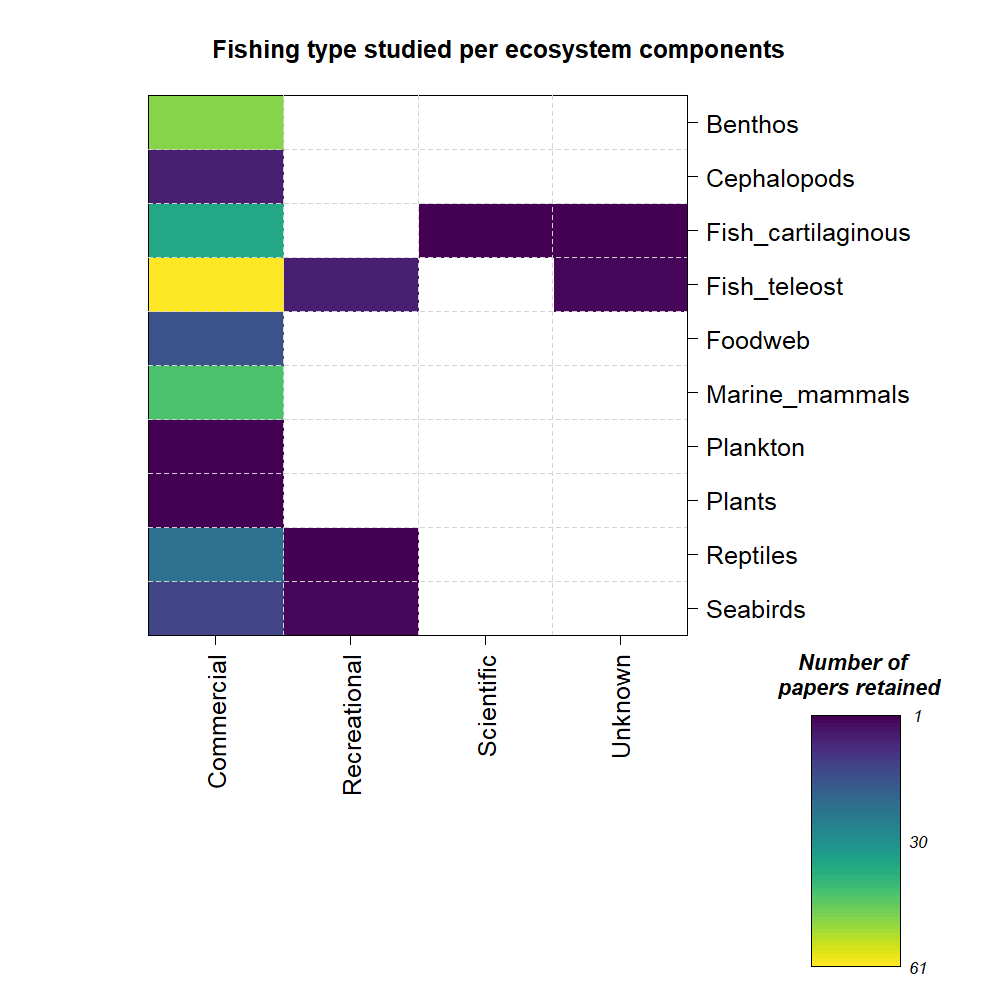 Fishing type studied per ecosystem components
Benthos
Cephalopods
Fish_cartilaginous
Fish_teleost
Foodweb
Marine_mammals
Plankton
Plants
Reptiles
Seabirds
Commercial
Recreational
Scientific
Unknown
Number of
papers retained
1
30
61